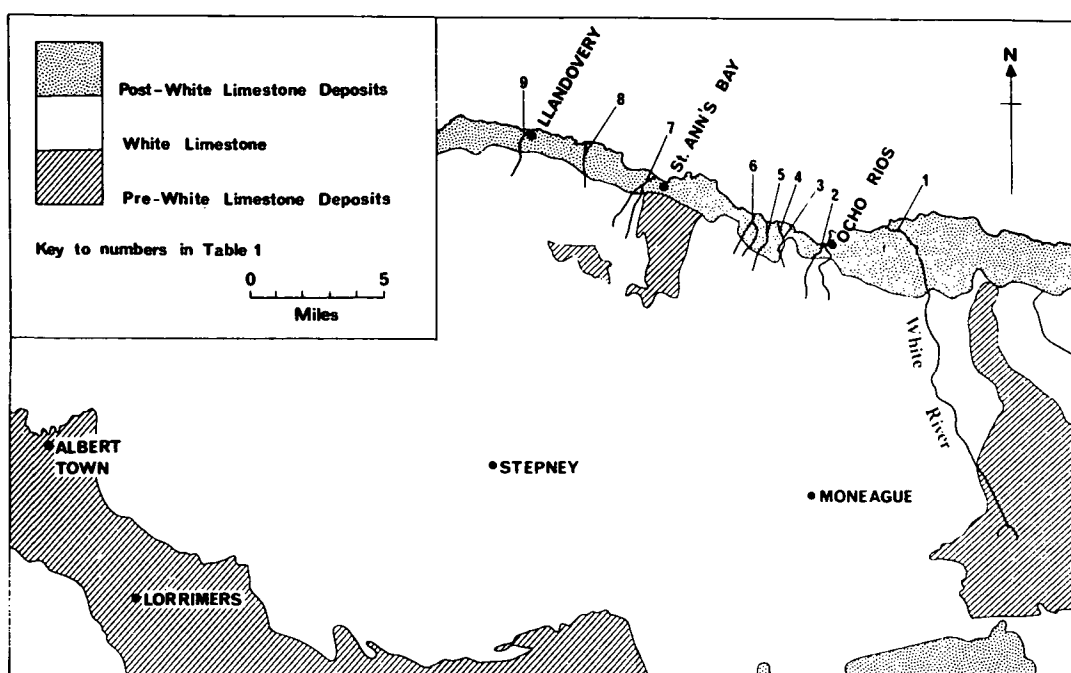 Post-White Limestone Deposits
White Limestone
Pre-White Limestone Deposits
Key to numbers in Table 1
0 5
Miles
N
9
LLANDOVERY
8
7
St. ANN'S BAY
6
5
4
3
2
OCHO RIOS
1
White
River
ALBERT
TOWN
STEPNEY
MONEAGUE
LORRIMERS